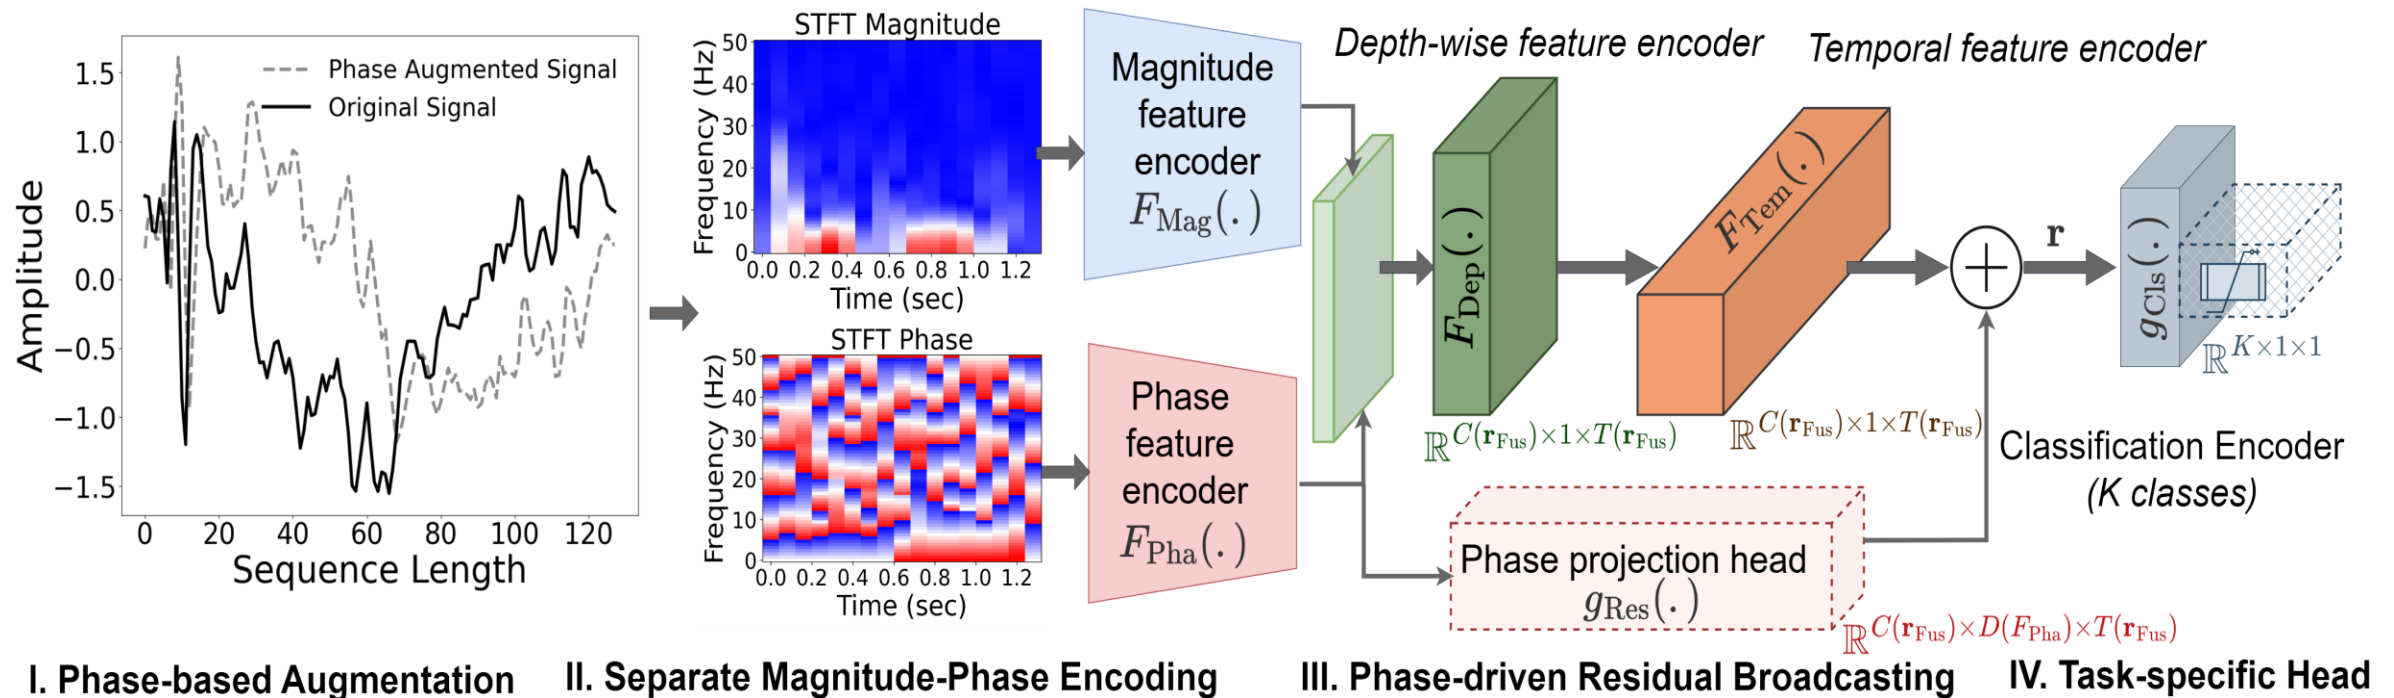 Phase Augmented Signal
Original Signal
1.5
1.0
0.5
0.0
−0.5
−1.0
−1.5
Amplitude
0 20 40 60 80 100 120
Sequence Length
STFT Magnitude
50
40
30
20
10
0
Frequency (Hz)
0.0 0.2 0.4 0.6 0.8 1.0 1.2
Time (sec)
STFT Phase
50
40
30
20
10
0
Frequency (Hz)
0.0 0.2 0.4 0.6 0.8 1.0 1.2
Time (sec)
Magnitude
feature
encoder
F_Mag(.)
Phase
feature
encoder
F_Pha(.)
Depth-wise feature encoder
F_Dep(.)
ℝ^{C(r_Fus)×1×T(r_Fus)}
Temporal feature encoder
F_Tem(.)
ℝ^{C(r_Fus)×1×T(r_Fus)}
Phase projection head
g_Res(.)
ℝ^{C(r_Fus)×D(F_Pha)×T(r_Fus)}
+
r
g_Cls(.)
ℝ^{K×1×1}
Classification Encoder
(K classes)
I. Phase-based Augmentation
II. Separate Magnitude-Phase Encoding
III. Phase-driven Residual Broadcasting
IV. Task-specific Head